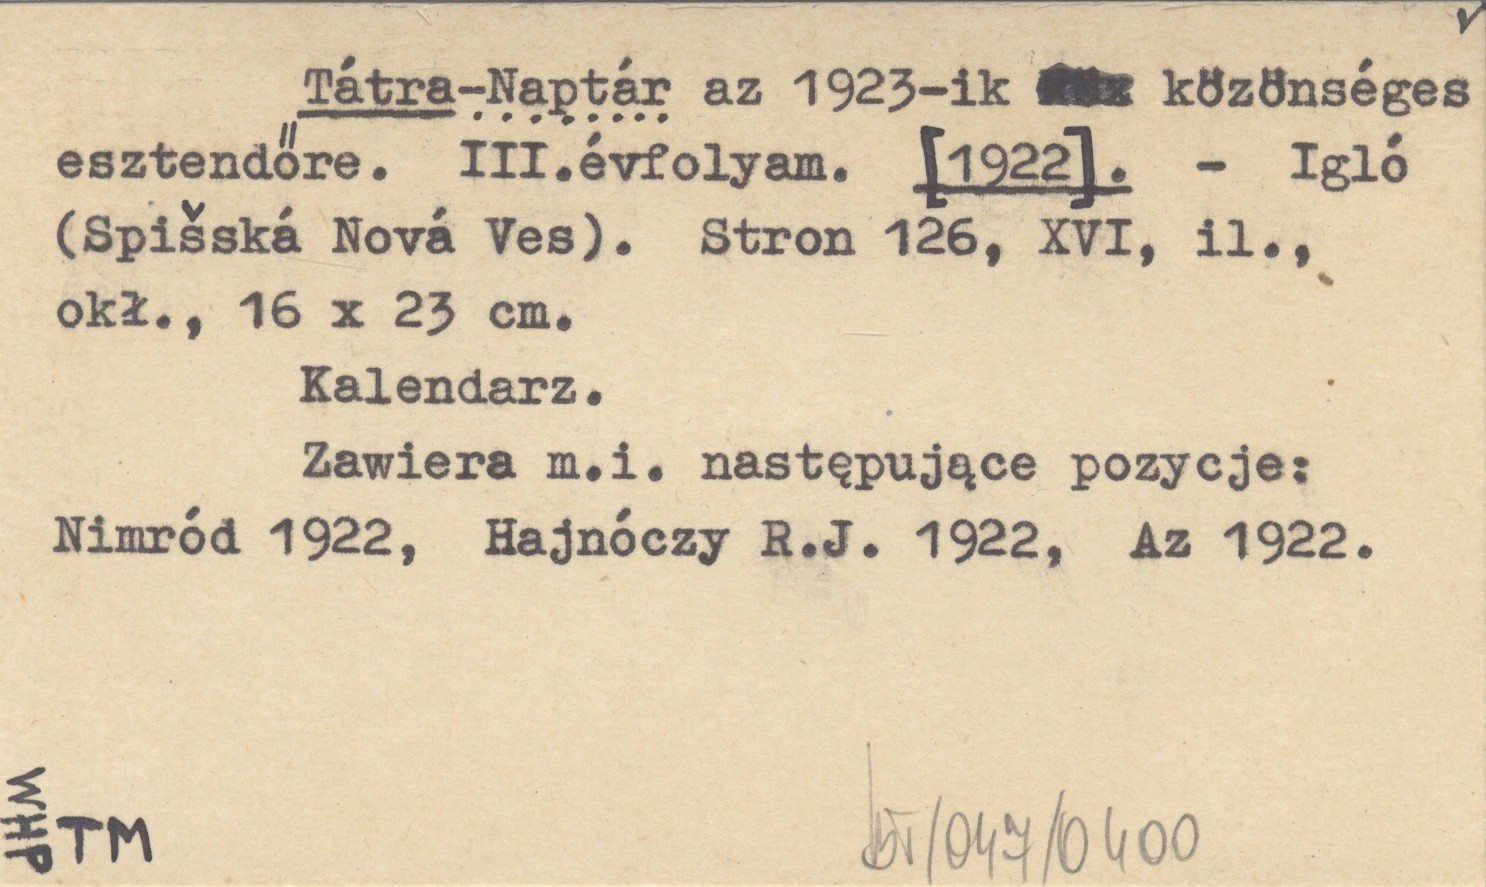 Tátra-Naptár az 1923-ik közönséges
esztendőre. III.évfolyam. [1922]. - Igló
(Spišská Nová Ves). Stron 126, XVI, il.,
okł., 16 x 23 cm.
Kalendarz.
Zawiera m.i. następujące pozycje:
Nimród 1922, Hajnóczy R.J. 1922, Az 1922.
WHP
TM
/047/0400